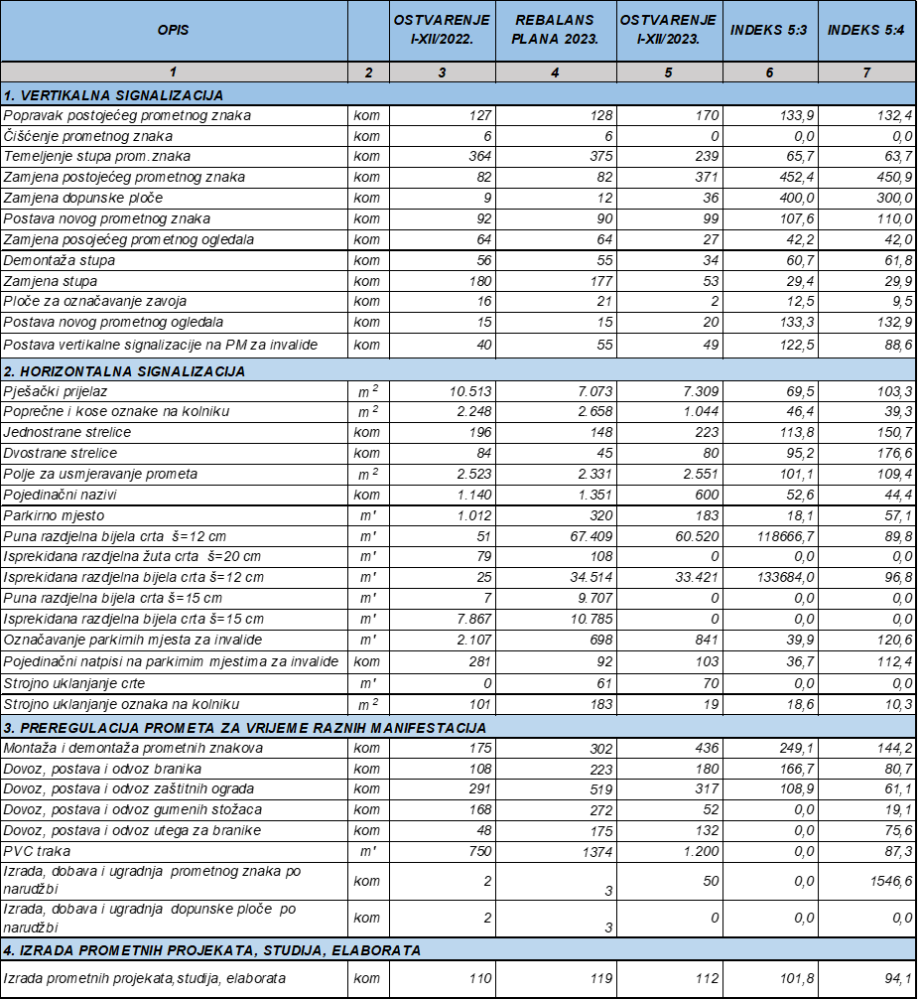 OPIS OSTVARENJE I-XII/2022. REBALANS PLANA 2023. OSTVARENJE I-XII/2023. INDEKS 5:3 INDEKS 5:4
1 2 3 4 5 6 7
1. VERTIKALNA SIGNALIZACIJA
Popravak postojećeg prometnog znaka kom 127 128 170 133,9 132,4
Čišćenje prometnog znaka kom 6 6 0 0,0 0,0
Temeljenje stupa prom.znaka kom 364 375 239 65,7 63,7
Zamjena postojećeg prometnog znaka kom 82 82 371 452,4 450,9
Zamjena dopunske ploče kom 9 12 36 400,0 300,0
Postava novog prometnog znaka kom 92 90 99 107,6 110,0
Zamjena posojećeg prometnog ogledala kom 64 64 27 42,2 42,0
Demontaža stupa kom 56 55 34 60,7 61,8
Zamjena stupa kom 180 177 53 29,4 29,9
Ploče za označavanje zavoja kom 16 21 2 12,5 9,5
Postava novog prometnog ogledala kom 15 15 20 133,3 132,9
Postava vertikalne signalizacije na PM za invalide kom 40 55 49 122,5 88,6
2. HORIZONTALNA SIGNALIZACIJA
Pješački prijelaz m 2 10.513 7.073 7.309 69,5 103,3
Poprečne i kose oznake na kolniku m 2 2.248 2.658 1.044 46,4 39,3
Jednostrane strelice kom 196 148 223 113,8 150,7
Dvostrane strelice kom 84 45 80 95,2 176,6
Polje za usmjeravanje prometa m 2 2.523 2.331 2.551 101,1 109,4
Pojedinačni nazivi kom 1.140 1.351 600 52,6 44,4
Parkirno mjesto m' 1.012 320 183 18,1 57,1
Puna razdjelna bijela crta š=12 cm m' 51 67.409 60.520 118666,7 89,8
Isprekidana razdjelna žuta crta š=20 cm m' 79 108 0 0,0 0,0
Isprekidana razdjelna bijela crta š=12 cm m' 25 34.514 33.421 133684,0 96,8
Puna razdjelna bijela crta š=15 cm m' 7 9.707 0 0,0 0,0
Isprekidana razdjelna bijela crta š=15 cm m' 7.867 10.785 0 0,0 0,0
Označavanje parkirnih mjesta za invalide m' 2.107 698 841 39,9 120,6
Pojedinačni natpisi na parkirnim mjestima za invalide kom 281 92 103 36,7 112,4
Strojno uklanjanje crte m' 0 61 70 0,0 0,0
Strojno uklanjanje oznaka na kolniku m 2 101 183 19 18,6 10,3
3. PREREGULACIJA PROMETA ZA VRIJEME RAZNIH MANIFESTACIJA
Montaža i demontaža prometnih znakova kom 175 302 436 249,1 144,2
Dovoz, postava i odvoz branika kom 108 223 180 166,7 80,7
Dovoz, postava i odvoz zaštitnih ograda kom 291 519 317 108,9 61,1
Dovoz, postava i odvoz gumenih stožaca kom 168 272 52 0,0 19,1
Dovoz, postava i odvoz utega za branike kom 48 175 132 0,0 75,6
PVC traka m' 750 1374 1.200 0,0 87,3
Izrada, dobava i ugradnja prometnog znaka po
narudžbi kom 2 3 50 0,0 1546,6
Izrada, dobava i ugradnja dopunske ploče po
narudžbi kom 2 3 0 0,0 0,0
4. IZRADA PROMETNIH PROJEKATA, STUDIJA, ELABORATA
Izrada prometnih projekata,studija, elaborata kom 110 119 112 101,8 94,1